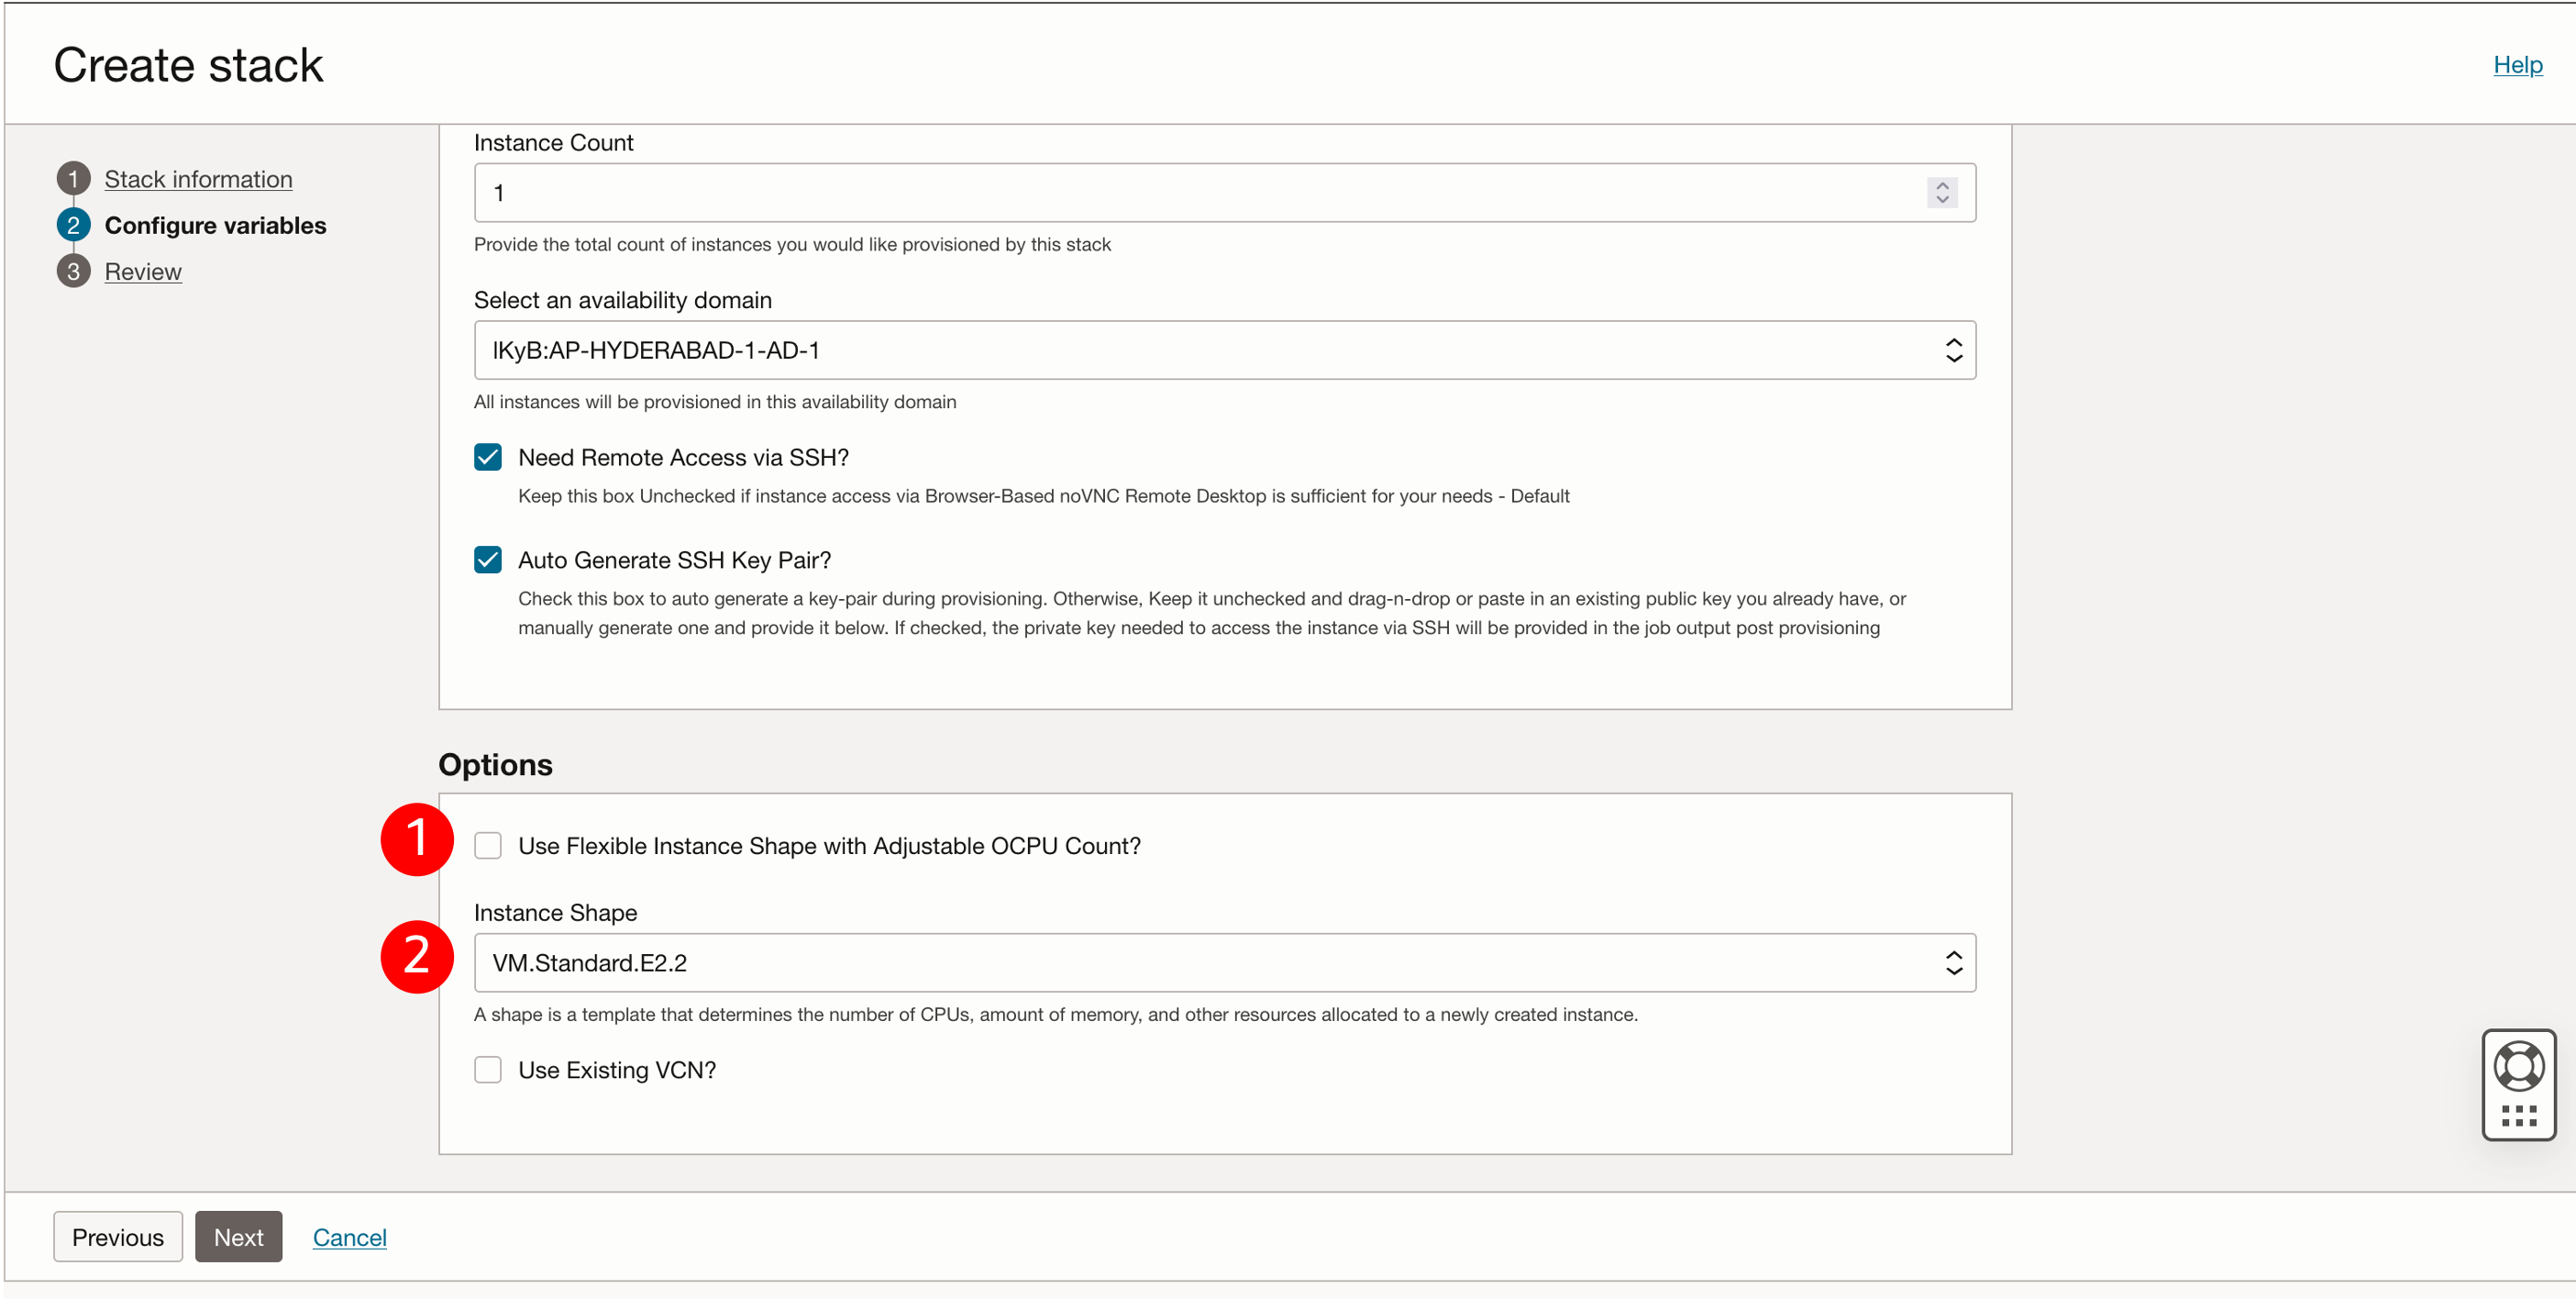 Create stack
Help
1 Stack information
2 Configure variables
3 Review
Instance Count
1
Provide the total count of instances you would like provisioned by this stack
Select an availability domain
lKyB:AP-HYDERABAD-1-AD-1
All instances will be provisioned in this availability domain
Need Remote Access via SSH?
Keep this box Unchecked if instance access via Browser-Based noVNC Remote Desktop is sufficient for your needs - Default
Auto Generate SSH Key Pair?
Check this box to auto generate a key-pair during provisioning. Otherwise, Keep it unchecked and drag-n-drop or paste in an existing public key you already have, or
manually generate one and provide it below. If checked, the private key needed to access the instance via SSH will be provided in the job output post provisioning
Options
1 Use Flexible Instance Shape with Adjustable OCPU Count?
Instance Shape
2 VM.Standard.E2.2
A shape is a template that determines the number of CPUs, amount of memory, and other resources allocated to a newly created instance.
Use Existing VCN?
Previous Next Cancel